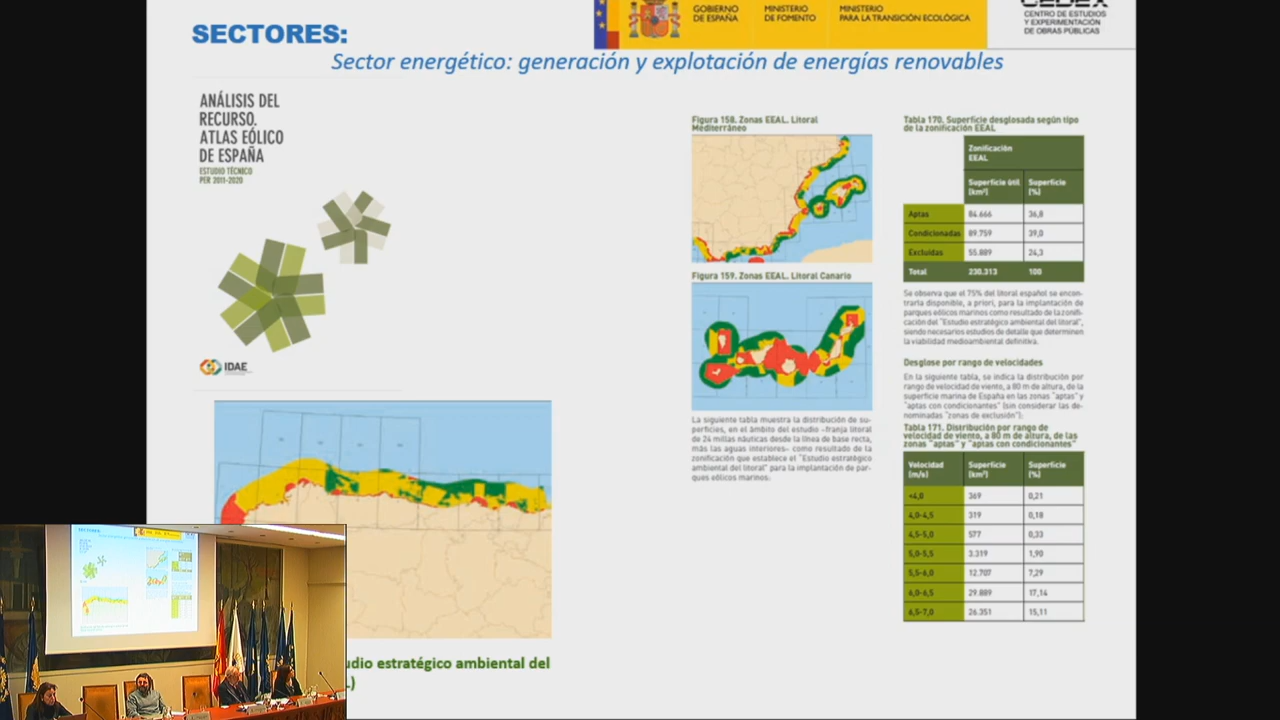 SECTORES:
GOBIERNO
DE ESPAÑA
MINISTERIO
DE FOMENTO
MINISTERIO
PARA LA TRANSICIÓN ECOLÓGICA
CEDEX
CENTRO DE ESTUDIOS
Y EXPERIMENTACIÓN
DE OBRAS PÚBLICAS
Sector energético: generación y explotación de energías renovables
ANÁLISIS DEL
RECURSO.
ATLAS EÓLICO
DE ESPAÑA
ESTUDIO TÉCNICO
PER 2011-2020
IDAE
Figura 158. Zonas EEAL. Litoral
Mediterráneo
Figura 159. Zonas EEAL. Litoral Canario
La siguiente tabla muestra la distribución de su-
perficies, en el ámbito del estudio –franja litoral
de 24 millas náuticas desde la línea de base recta,
más las aguas interiores– como resultado de la
zonificación que establece el "Estudio estratégico
ambiental del litoral" para la implantación de par-
ques eólicos marinos:
Tabla 170. Superficie desglosada según tipo
de la zonificación EEAL
Zonificación
EEAL
Superficie útil
[km²]
Superficie
[%]
Aptas 84.666 36,8
Condicionadas 89.759 39,0
Excluidas 55.889 24,3
Total 230.313 100
Se observa que el 75% del litoral español se encon-
traría disponible, a priori, para la implantación de
parques eólicos marinos como resultado de la zonifi-
cación del "Estudio estratégico ambiental del litoral",
siendo necesarios estudios de detalle que determinen
la viabilidad medioambiental definitiva.
Desglose por rango de velocidades
En la siguiente tabla, se indica la distribución por
rango de velocidad de viento, a 80 m de altura, de la
superficie marina de España en las zonas "aptas" y
"aptas con condicionantes" (sin considerar las de-
nominadas "zonas de exclusión"):
Tabla 171. Distribución por rango de
velocidad de viento, a 80 m de altura, de las
zonas "aptas" y "aptas con condicionantes"
Velocidad
[m/s]
Superficie
[km²]
Superficie
[%]
<4,0 369 0,21
4,0-4,5 319 0,18
4,5-5,0 577 0,33
5,0-5,5 3.319 1,90
5,5-6,0 12.707 7,29
6,0-6,5 29.889 17,14
6,5-7,0 26.351 15,11
udio estratégico ambiental del